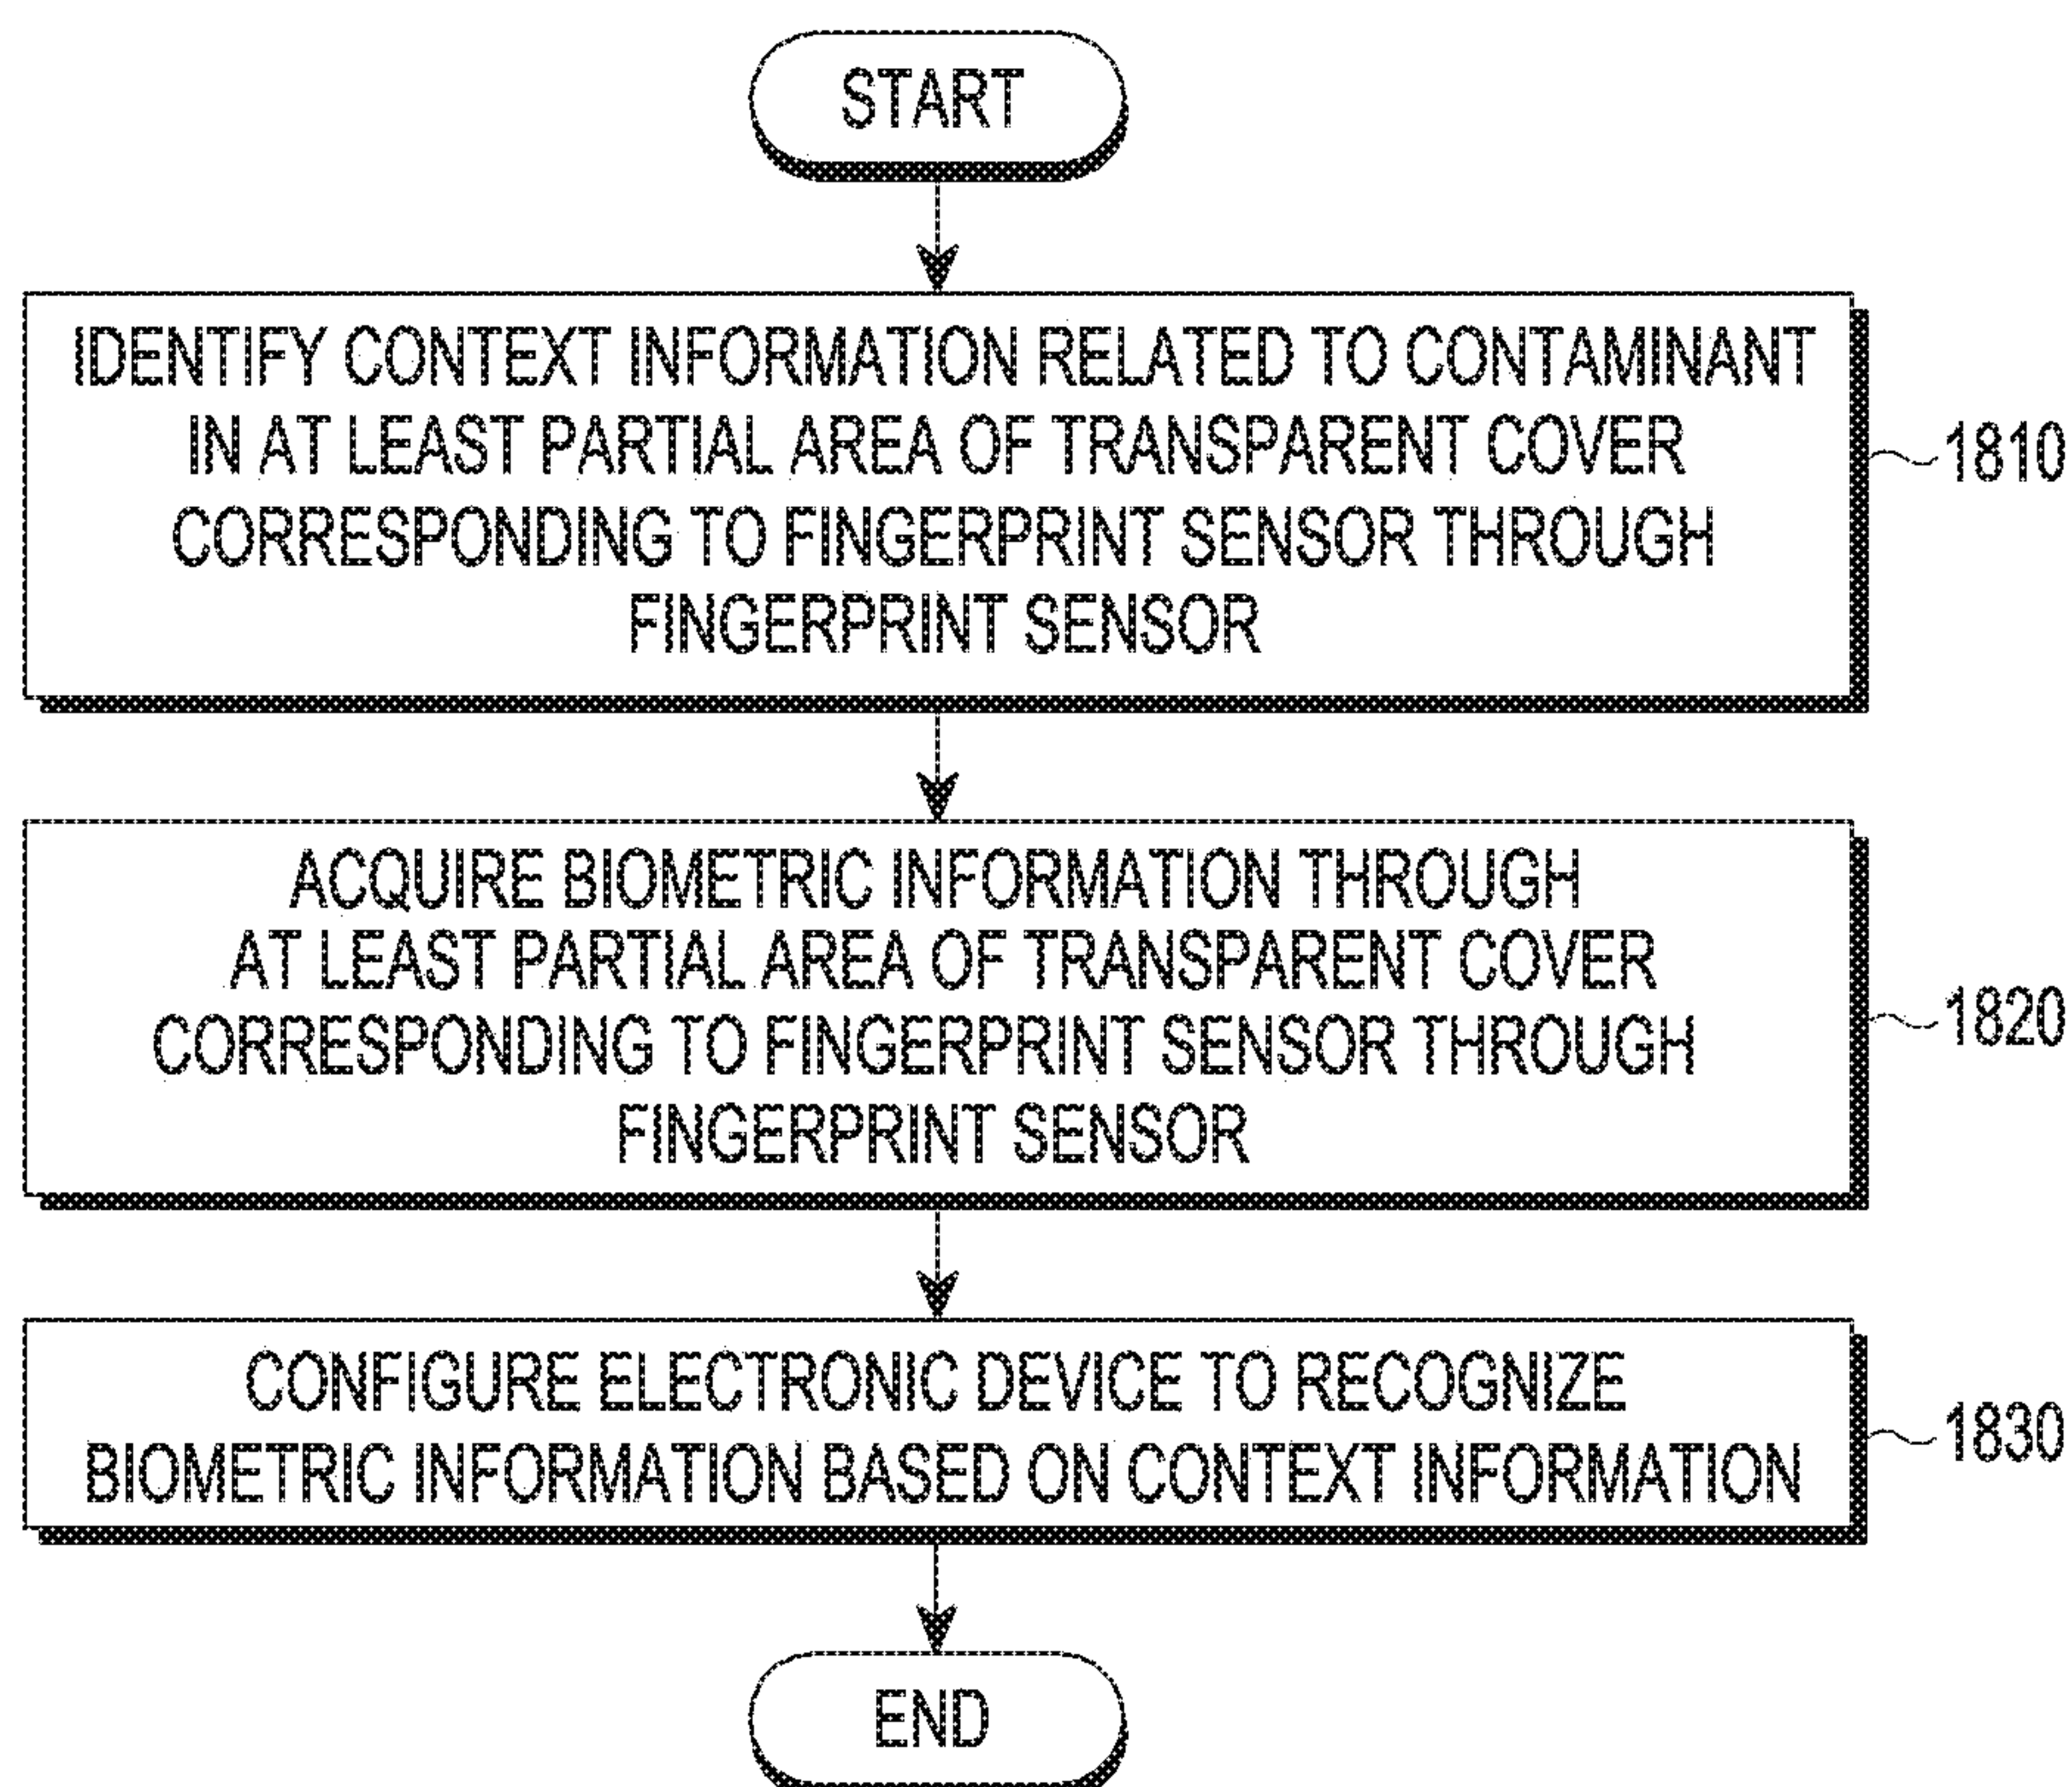 START
IDENTIFY CONTEXT INFORMATION RELATED TO CONTAMINANT
IN AT LEAST PARTIAL AREA OF TRANSPARENT COVER
CORRESPONDING TO FINGERPRINT SENSOR THROUGH
FINGERPRINT SENSOR
1810
ACQUIRE BIOMETRIC INFORMATION THROUGH
AT LEAST PARTIAL AREA OF TRANSPARENT COVER
CORRESPONDING TO FINGERPRINT SENSOR THROUGH
FINGERPRINT SENSOR
1820
CONFIGURE ELECTRONIC DEVICE TO RECOGNIZE
BIOMETRIC INFORMATION BASED ON CONTEXT INFORMATION
1830
END